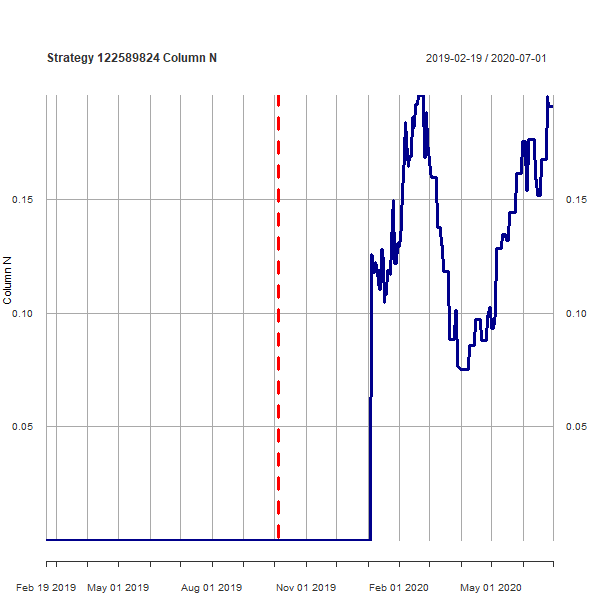 Strategy 122589824 Column N
2019-02-19 / 2020-07-01
Column N
0.15
0.10
0.05
0.15
0.10
0.05
Feb 19 2019
May 01 2019
Aug 01 2019
Nov 01 2019
Feb 01 2020
May 01 2020